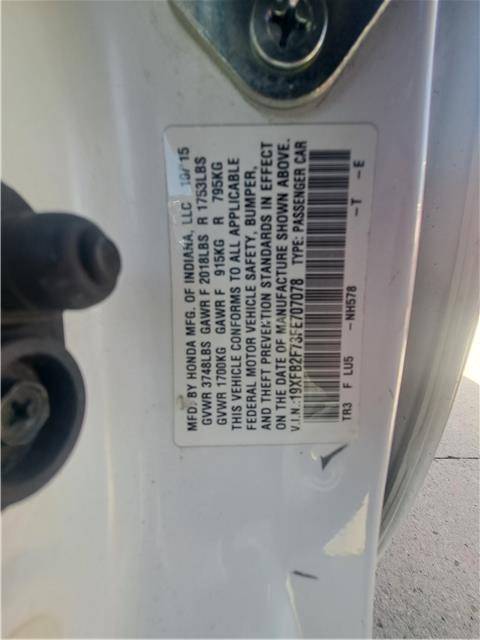 MFD. BY HONDA MFG. OF INDIANA, LLC 10/15
GVWR 3748LBS GAWR F 2018LBS R 1753LBS
GVWR 1700KG GAWR F 915KG R 795KG
THIS VEHICLE CONFORMS TO ALL APPLICABLE
FEDERAL MOTOR VEHICLE SAFETY, BUMPER,
AND THEFT PREVENTION STANDARDS IN EFFECT
ON THE DATE OF MANUFACTURE SHOWN ABOVE.
V.I.N.:19XFB2F73FE707078 TYPE: PASSENGER CAR
TR3 F LU5 -NH578 -T -E